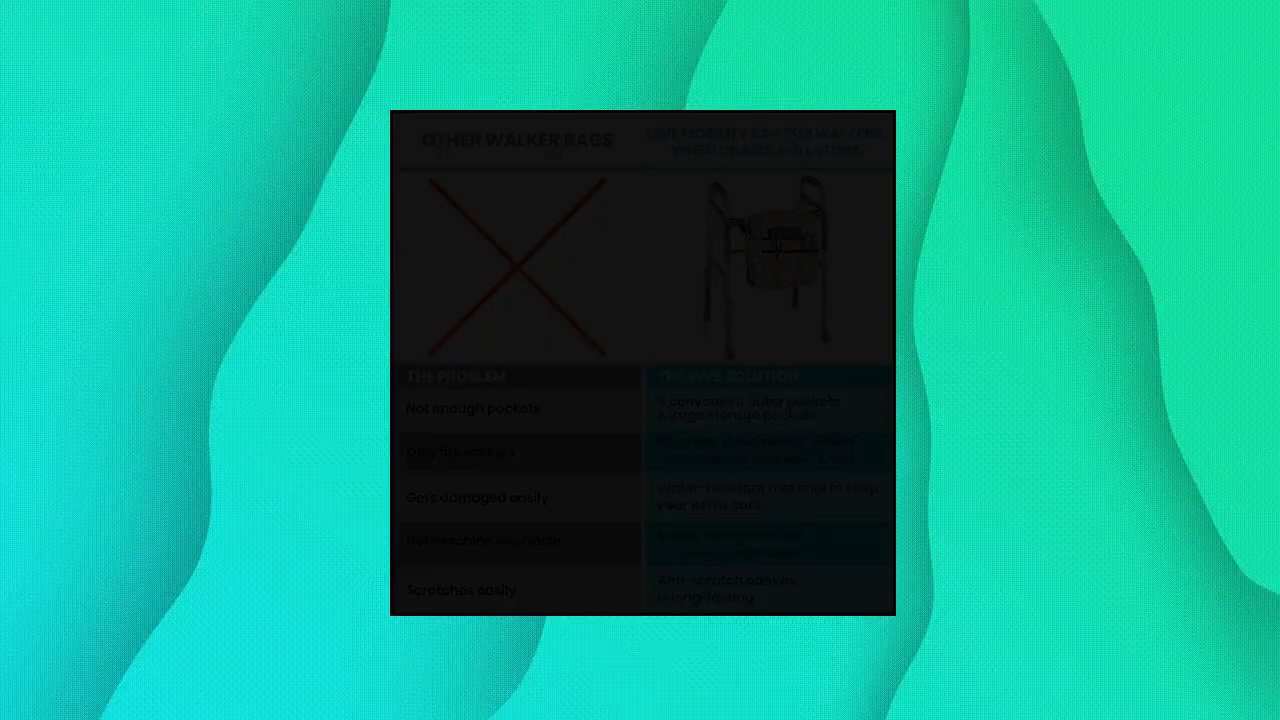 OTHER WALKER BAGS
VIVE MOBILITY BAG FOR WALKERS,
WHEELCHAIRS, ROLLATORS
THE PROBLEM
THE VIVE SOLUTION
Not enough pockets
3 convenient outer pockets
& large storage pockets
Only fits walkers
Gets damaged easily
Water-resistant material to keep
your items safe
Not machine washable
Scratches easily
Anti-scratch canvas
is long-lasting